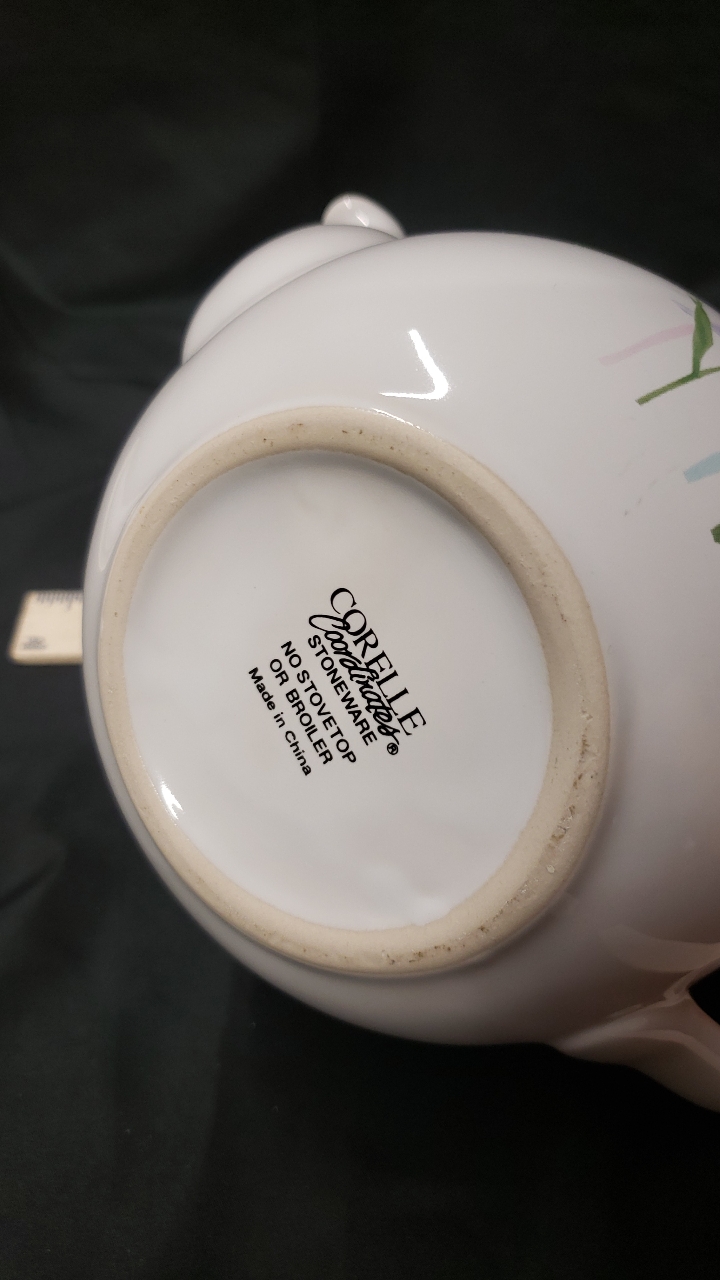 CORELLE
Coordinates®
STONEWARE
NO STOVETOP
OR BROILER
Made in China